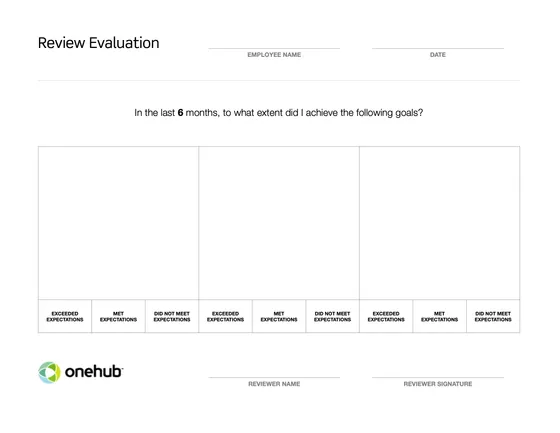 Review Evaluation
EMPLOYEE NAME
DATE
In the last 6 months, to what extent did I achieve the following goals?
EXCEEDED
EXPECTATIONS
MET
EXPECTATIONS
DID NOT MEET
EXPECTATIONS
EXCEEDED
EXPECTATIONS
MET
EXPECTATIONS
DID NOT MEET
EXPECTATIONS
EXCEEDED
EXPECTATIONS
MET
EXPECTATIONS
DID NOT MEET
EXPECTATIONS
onehub
REVIEWER NAME
REVIEWER SIGNATURE